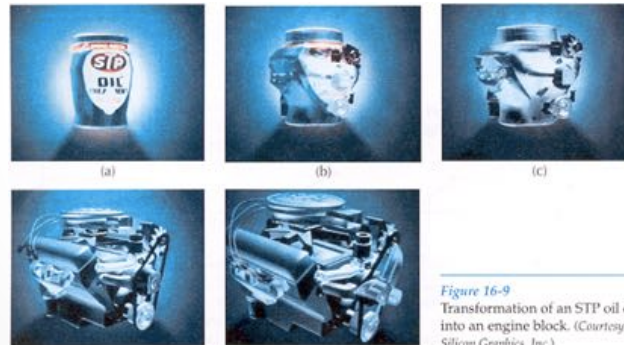 STP
OIL
(a)
(b)
(c)
Figure 16-9
Transformation of an STP oil
into an engine block. (Courtesy
Silicon Graphics, Inc.)